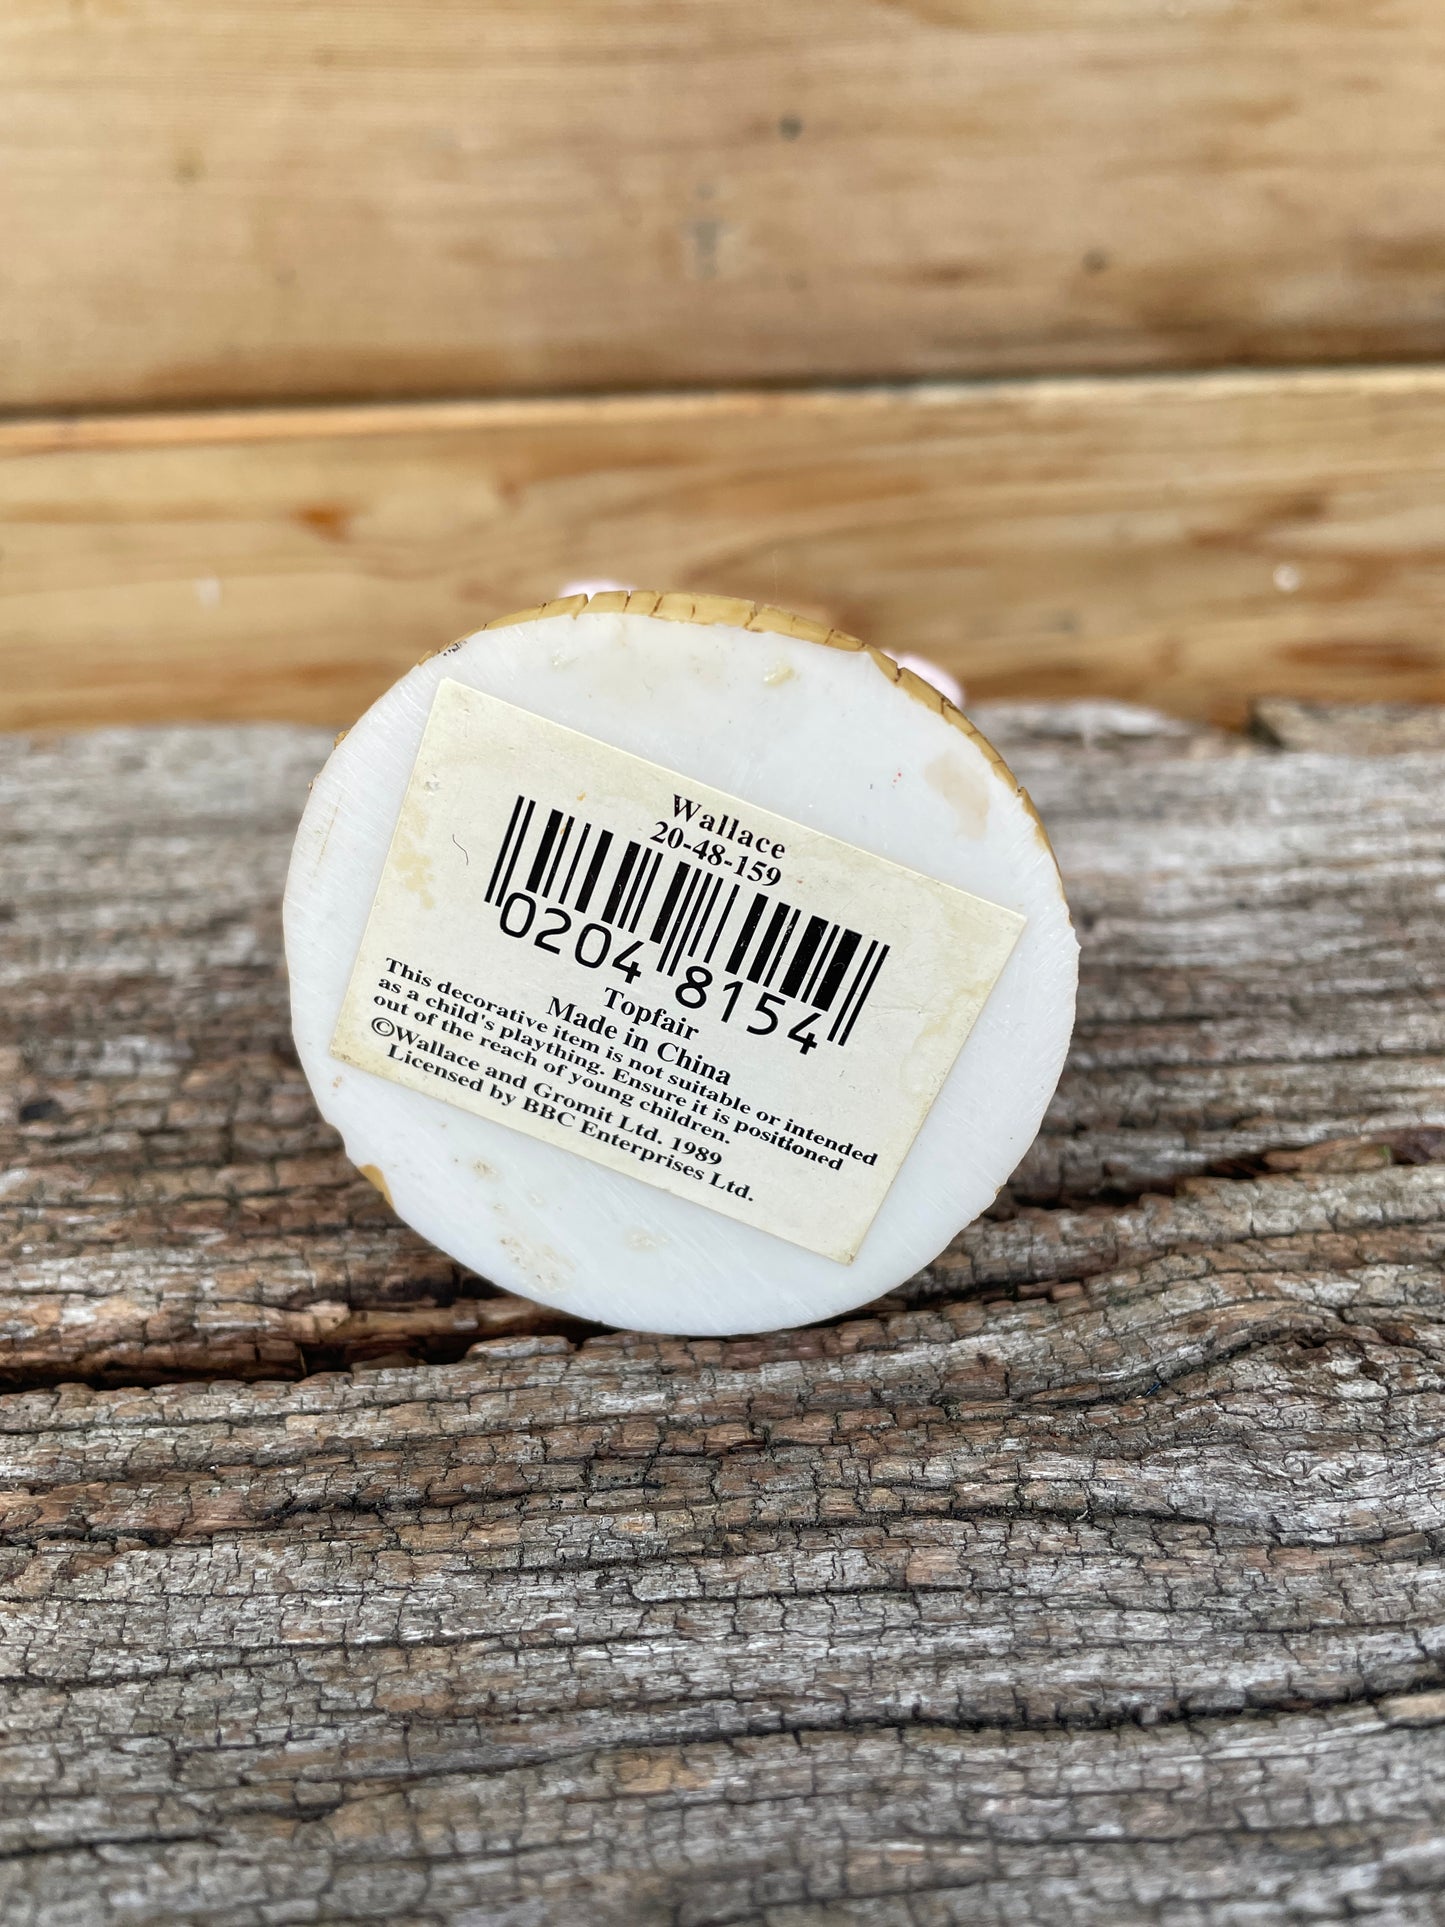 Wallace
20-48-159
0204 8154
Topfair
Made in China
This decorative item is not suitable or intended
as a child's plaything. Ensure it is positioned
out of the reach of young children.
©Wallace and Gromit Ltd. 1989
Licensed by BBC Enterprises Ltd.